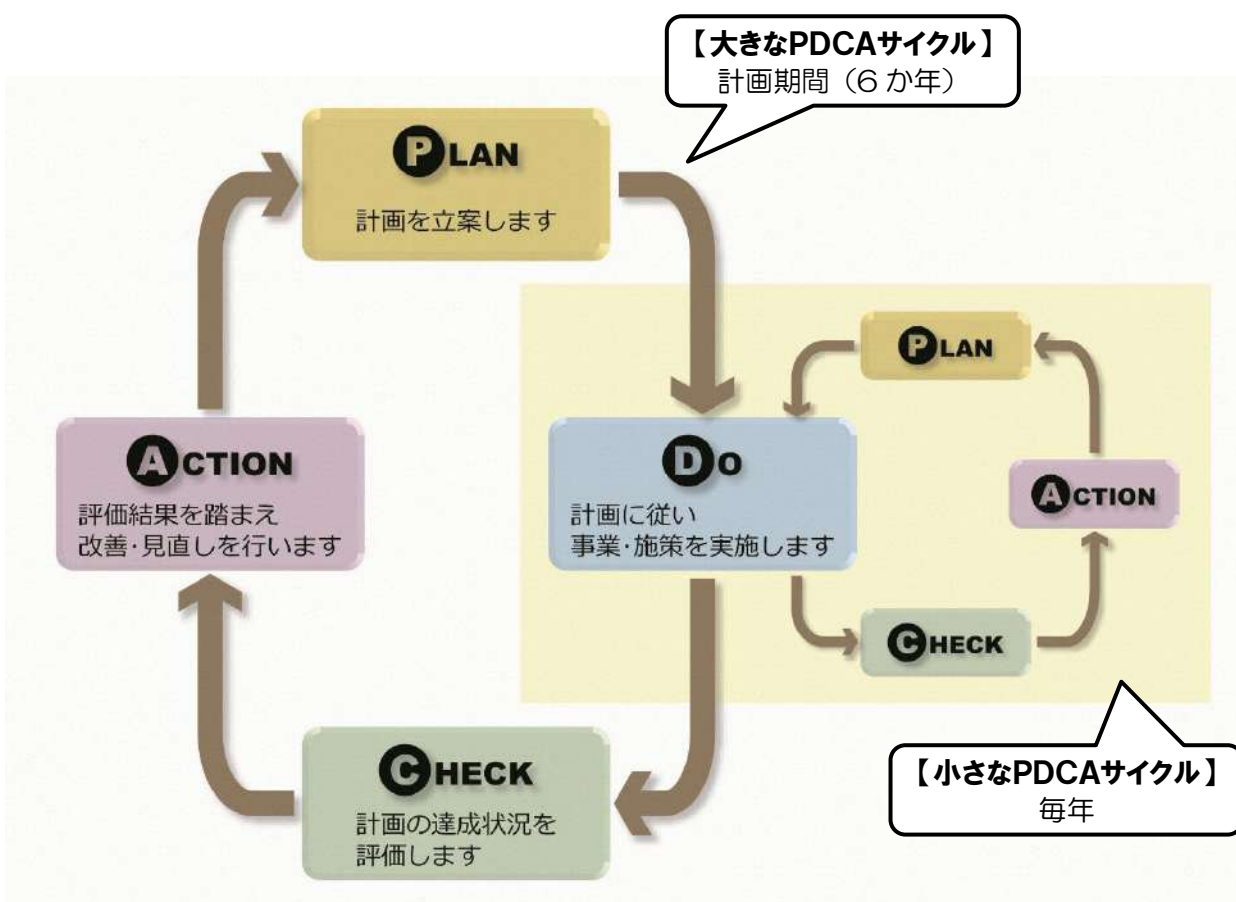 【大きなPDCAサイクル】
計画期間（6か年）
PLAN
計画を立案します
PLAN
ACTION
評価結果を踏まえ
改善・見直しを行います
DO
計画に従い
事業・施策を実施します
ACTION
CHECK
CHECK
計画の達成状況を
評価します
【小さなPDCAサイクル】
毎年